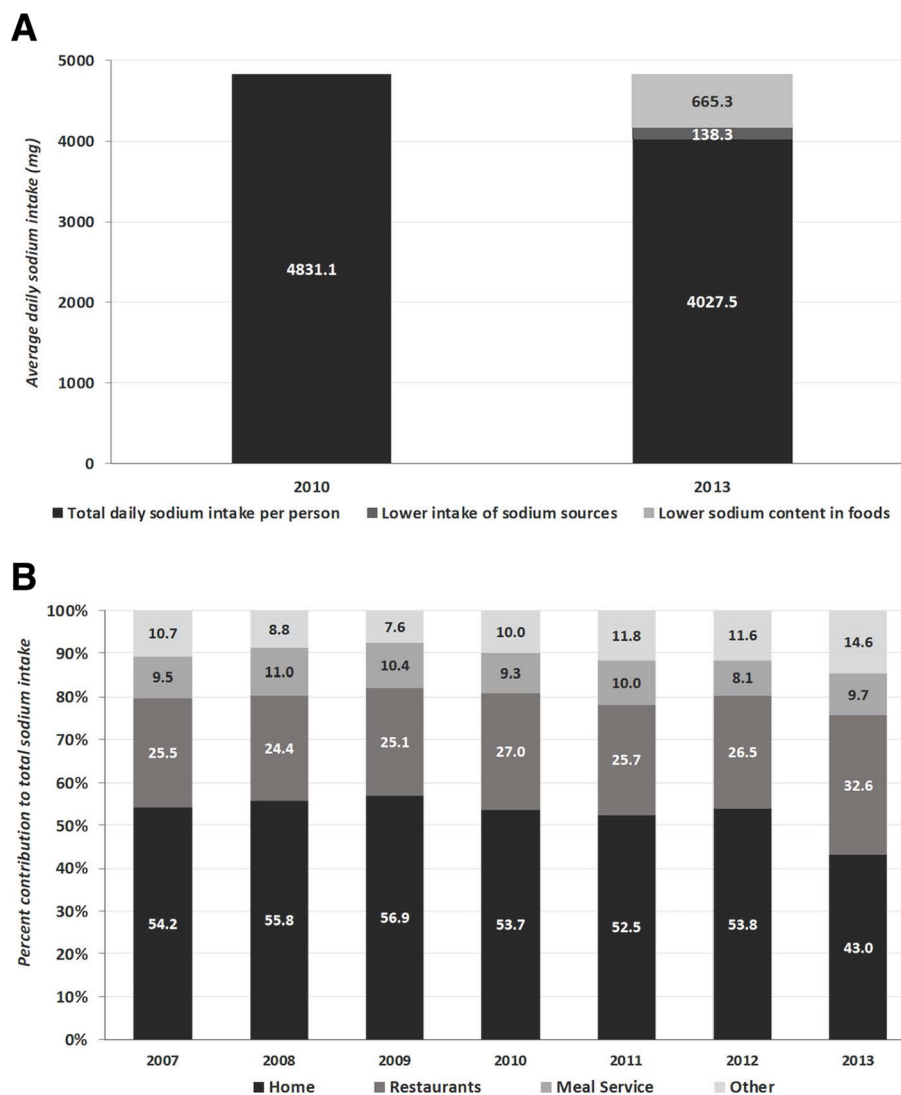 A
5000
4000
3000
2000
1000
0
Average daily sodium intake (mg)
665.3
138.3
4831.1
4027.5
2010 2013
Total daily sodium intake per person Lower intake of sodium sources Lower sodium content in foods
B
100%
90%
80%
70%
60%
50%
40%
30%
20%
10%
0%
Percent contribution to total sodium intake
10.7 8.8 7.6 10.0 11.8 11.6 14.6
9.5 11.0 10.4 9.3 10.0 8.1 9.7
25.5 24.4 25.1 27.0 25.7 26.5 32.6
54.2 55.8 56.9 53.7 52.5 53.8 43.0
2007 2008 2009 2010 2011 2012 2013
Home Restaurants Meal Service Other